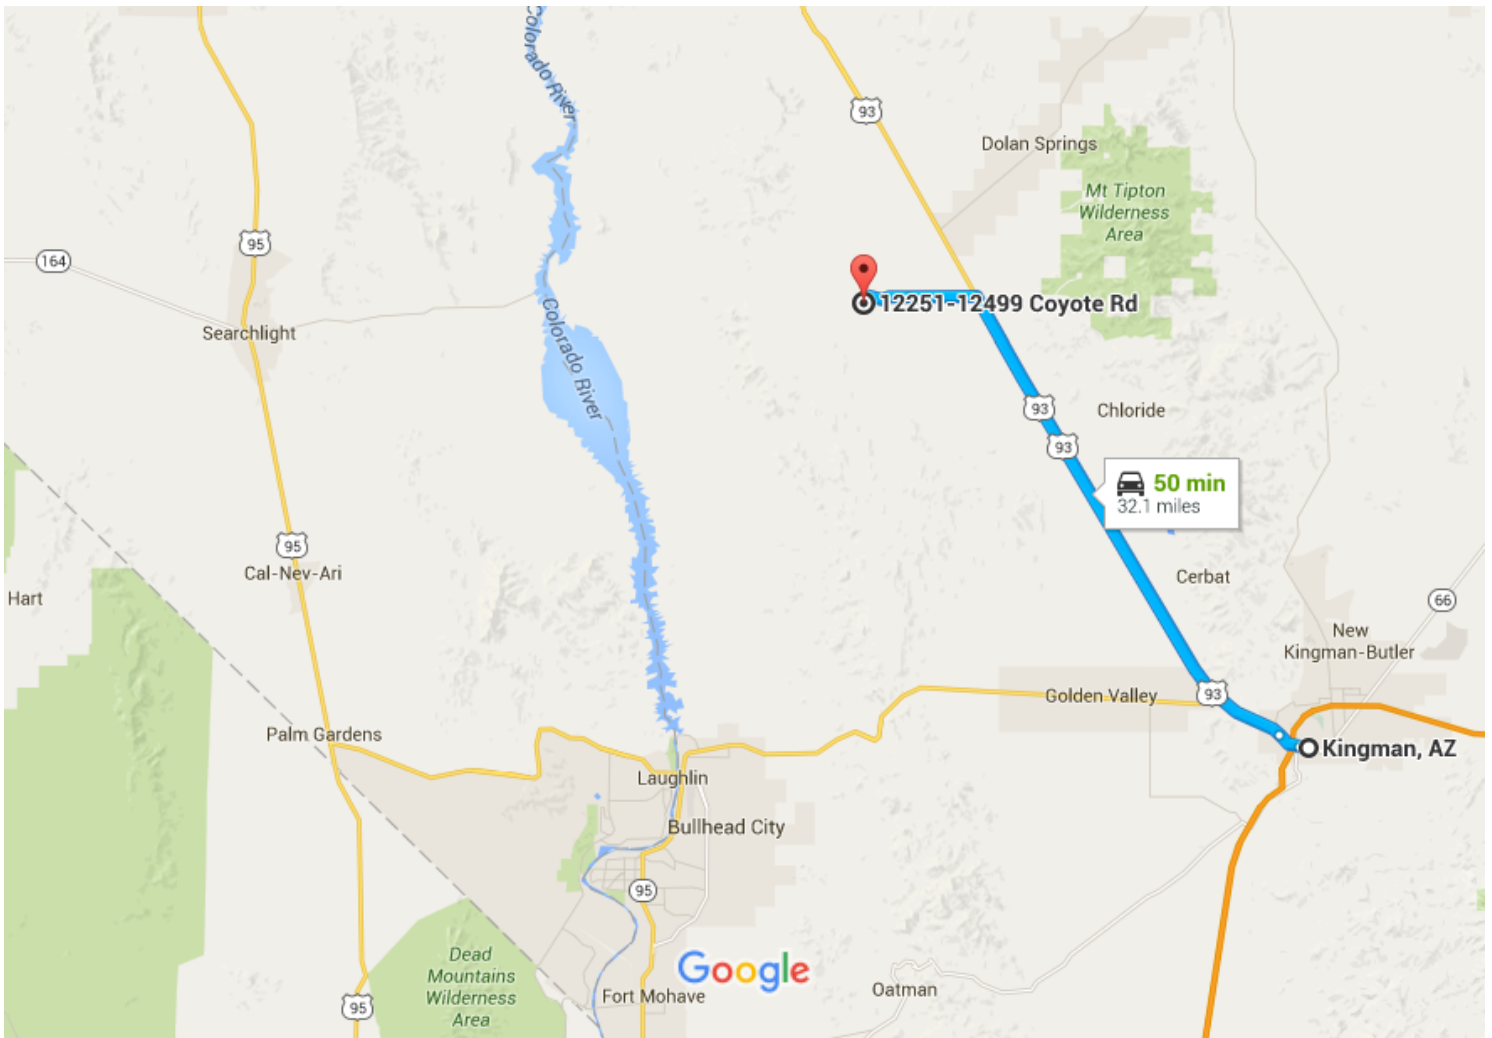 Colorado River
93
Dolan Springs
Mt Tipton
Wilderness
Area
95
164
12251-12499 Coyote Rd
Searchlight
Colorado River
93
Chloride
93
50 min
32.1 miles
95
Cal-Nev-Ari
Cerbat
Hart
66
New
Kingman-Butler
Golden Valley
93
Palm Gardens
Kingman, AZ
Laughlin
Bullhead City
95
Dead
Mountains
Wilderness
Area
Google
Oatman
Fort Mohave
95